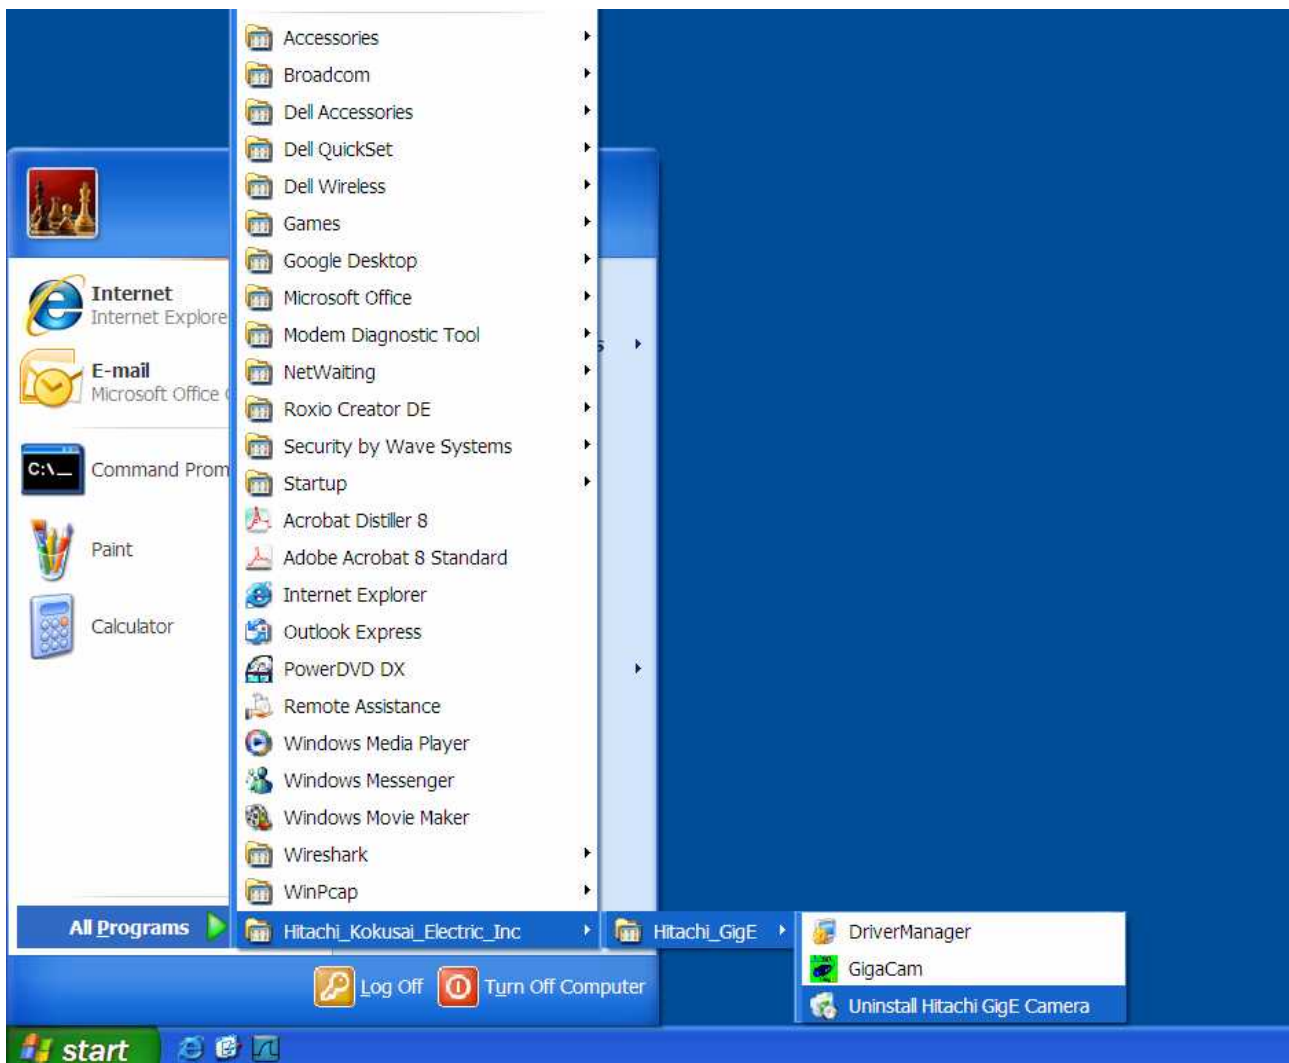 Accessories
Broadcom
Dell Accessories
Dell QuickSet
Dell Wireless
Games
Google Desktop
Microsoft Office
Modem Diagnostic Tool
NetWaiting
Roxio Creator DE
Security by Wave Systems
Startup
Acrobat Distiller 8
Adobe Acrobat 8 Standard
Internet Explorer
Outlook Express
PowerDVD DX
Remote Assistance
Windows Media Player
Windows Messenger
Windows Movie Maker
Wireshark
WinPcap
Hitachi_Kokusai_Electric_Inc
Internet
Internet Explore
E-mail
Microsoft Office
C:\_
Command Prom
Paint
Calculator
All Programs
s
Hitachi_GigE
DriverManager
GigaCam
Uninstall Hitachi GigE Camera
Log Off
Turn Off Computer
start